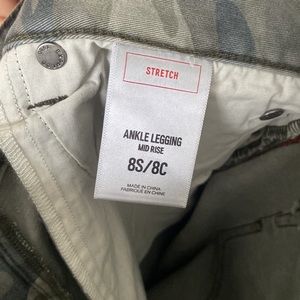 STRETCH
ANKLE LEGGING
MID RISE
8S/8C
MADE IN CHINA
FABRIQUÉ EN CHINE